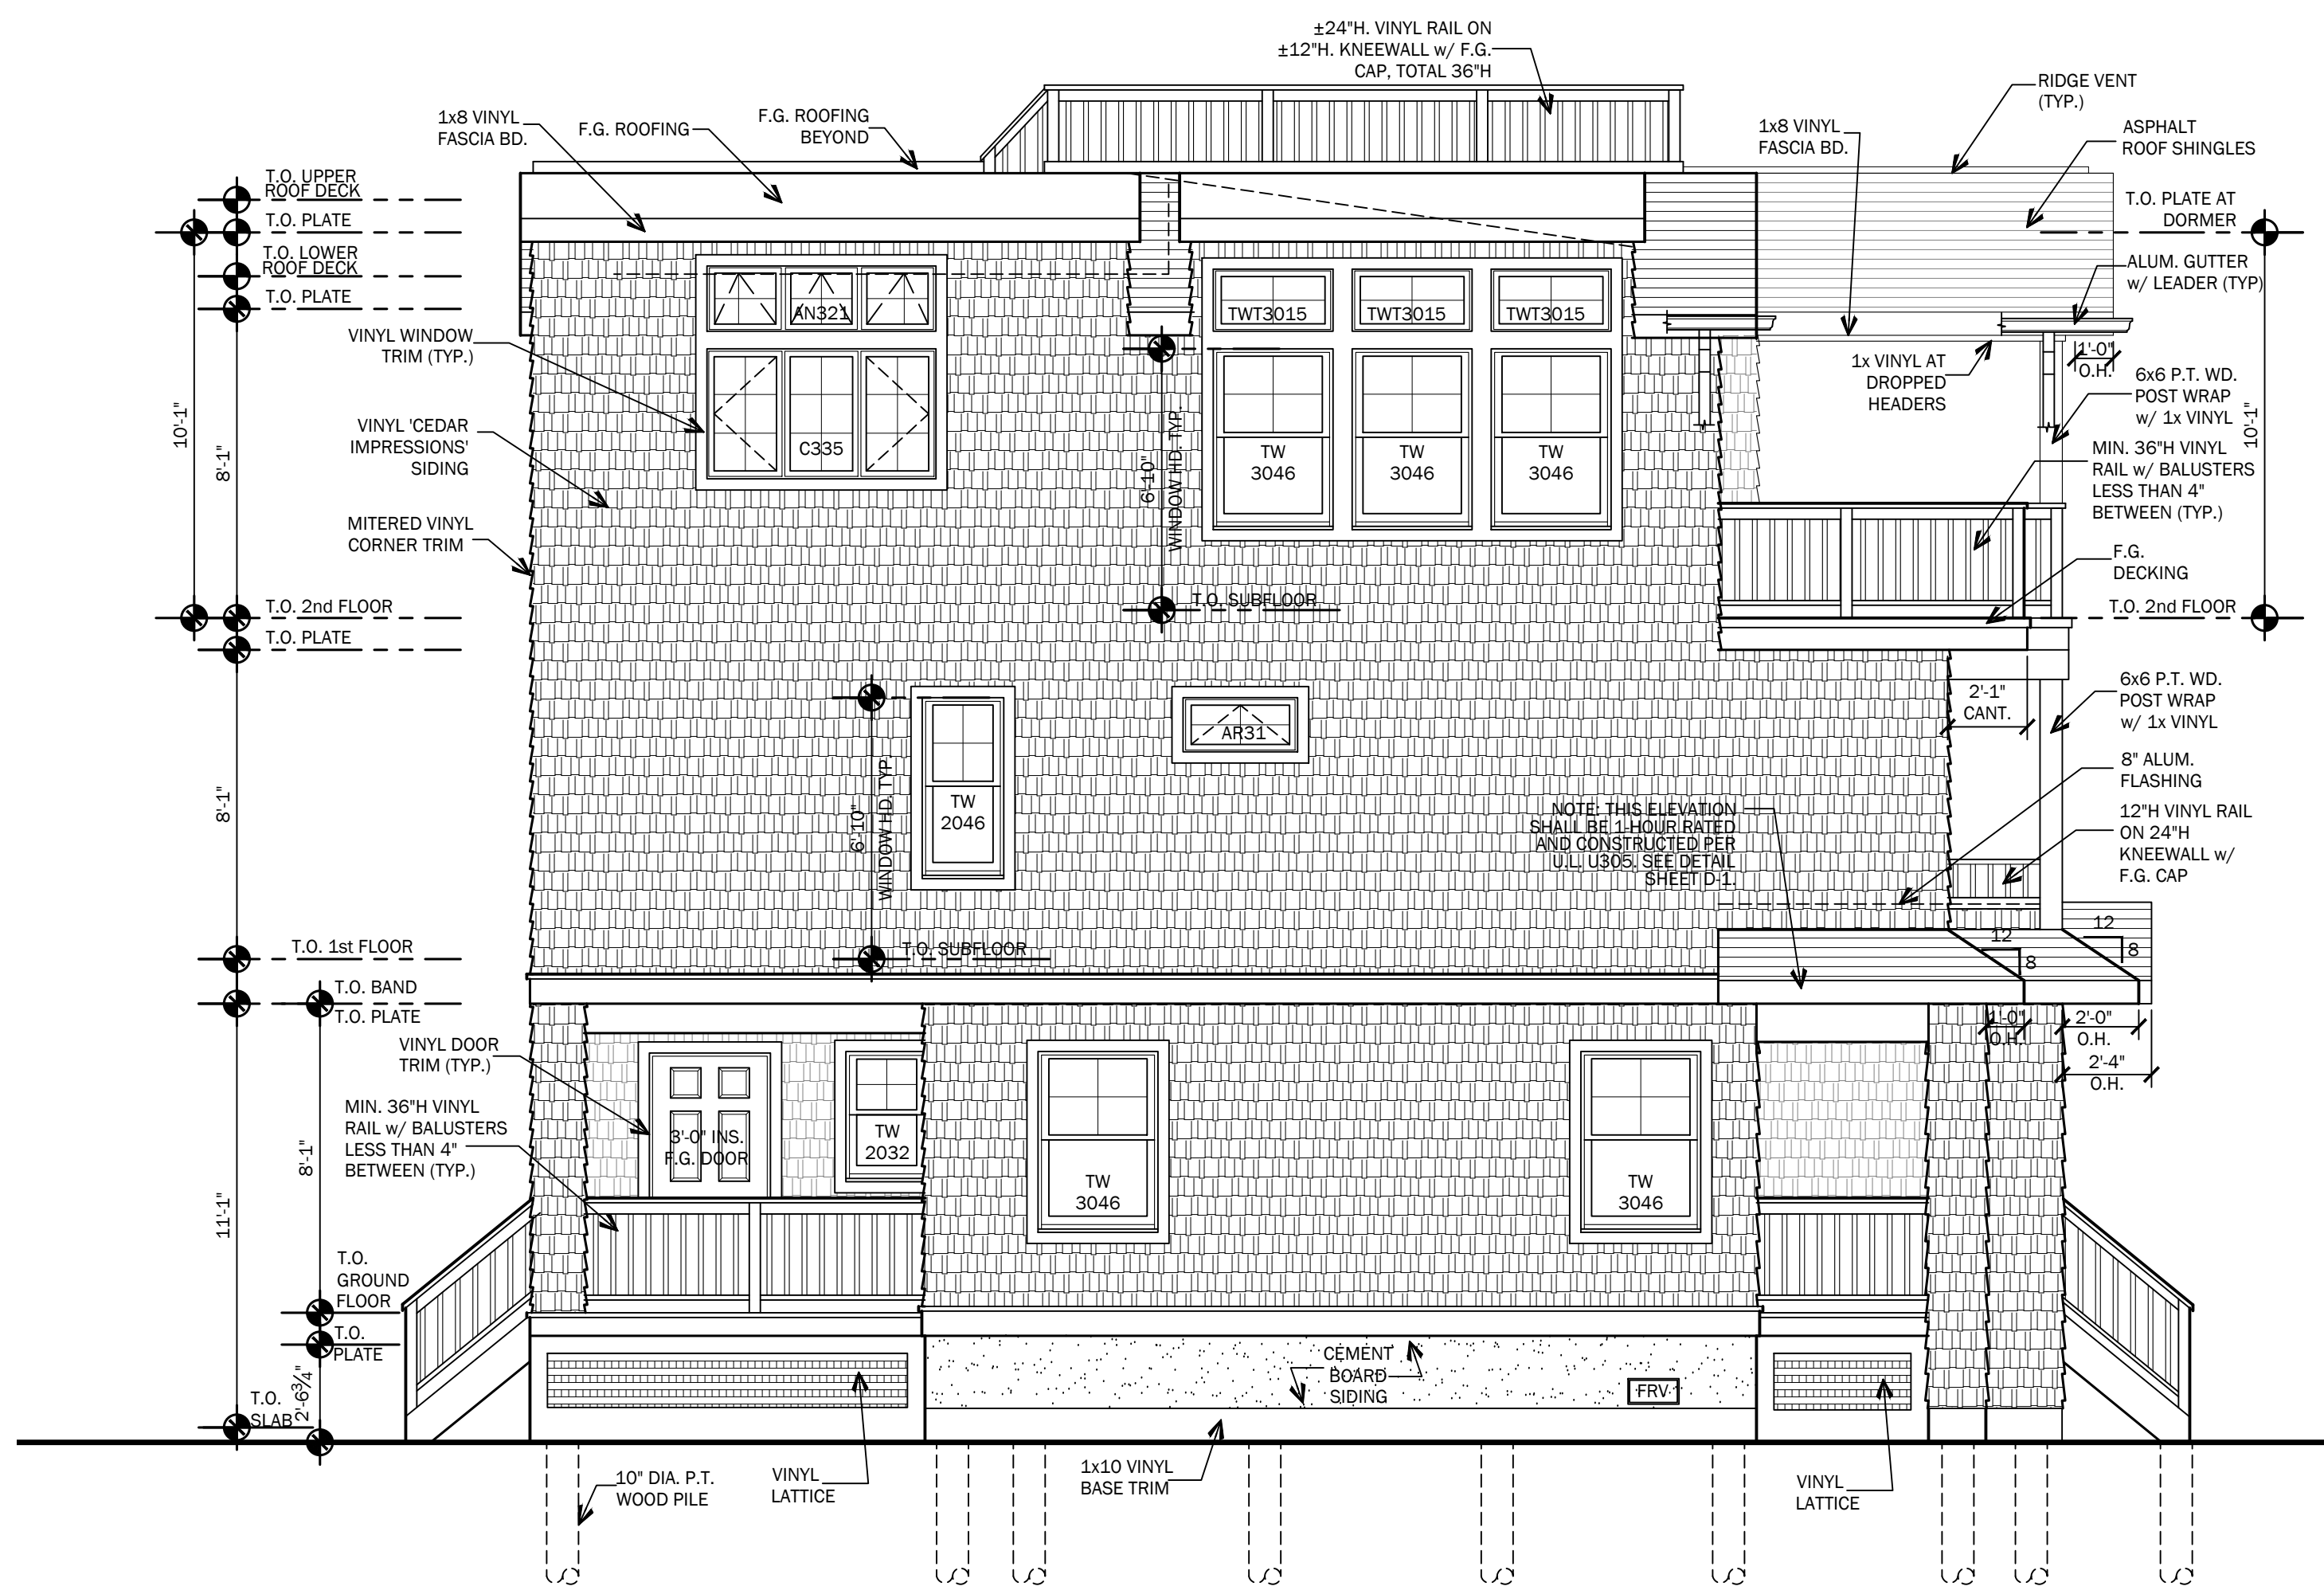 ±24"H. VINYL RAIL ON
±12"H. KNEEWALL w/ F.G.
CAP, TOTAL 36"H
RIDGE VENT
(TYP.)
1x8 VINYL
FASCIA BD.
F.G. ROOFING
F.G. ROOFING
BEYOND
1x8 VINYL
FASCIA BD.
ASPHALT
ROOF SHINGLES
T.O. UPPER
ROOF DECK
T.O. PLATE
T.O. LOWER
ROOF DECK
T.O. PLATE
T.O. PLATE AT
DORMER
ALUM. GUTTER
w/ LEADER (TYP)
AN321
TWT3015
TWT3015
TWT3015
VINYL WINDOW
TRIM (TYP.)
1x VINYL AT
DROPPED
HEADERS
1'-0"
O.H.
6x6 P.T. WD.
POST WRAP
w/ 1x VINYL
10'-1"
8'-1"
VINYL 'CEDAR
IMPRESSIONS'
SIDING
C335
6'-10"
WINDOW HD. TYP.
TW
3046
TW
3046
TW
3046
10'-1"
MIN. 36"H VINYL
RAIL w/ BALUSTERS
LESS THAN 4"
BETWEEN (TYP.)
MITERED VINYL
CORNER TRIM
F.G.
DECKING
T.O. 2nd FLOOR
T.O. SUBFLOOR
T.O. 2nd FLOOR
T.O. PLATE
2'-1"
CANT.
6x6 P.T. WD.
POST WRAP
w/ 1x VINYL
AR31
8" ALUM.
FLASHING
8'-1"
6'-10"
WINDOW HD. TYP.
TW
2046
NOTE: THIS ELEVATION
SHALL BE 1-HOUR RATED
AND CONSTRUCTED PER
U.L. U305. SEE DETAIL
SHEET D-1.
12"H VINYL RAIL
ON 24"H
KNEEWALL w/
F.G. CAP
T.O. 1st FLOOR
T.O. SUBFLOOR
12
8
12
8
T.O. BAND
T.O. PLATE
1'-0"
O.H.
2'-0"
O.H.
2'-4"
O.H.
VINYL DOOR
TRIM (TYP.)
MIN. 36"H VINYL
RAIL w/ BALUSTERS
LESS THAN 4"
BETWEEN (TYP.)
3'-0" INS.
F.G. DOOR
TW
2032
TW
3046
TW
3046
8'-1"
11'-1"
T.O.
GROUND
FLOOR
T.O.
PLATE
2'-6¾"
T.O.
SLAB
CEMENT
BOARD
SIDING
FRV
10" DIA. P.T.
WOOD PILE
VINYL
LATTICE
1x10 VINYL
BASE TRIM
VINYL
LATTICE